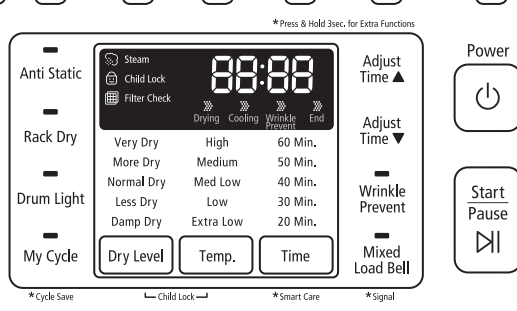 *Press & Hold 3sec. for Extra Functions
Anti Static
Rack Dry
Drum Light
My Cycle
*Cycle Save
Steam
Child Lock
Filter Check
88:88
Drying Cooling Wrinkle Prevent End
Very Dry High 60 Min.
More Dry Medium 50 Min.
Normal Dry Med Low 40 Min.
Less Dry Low 30 Min.
Damp Dry Extra Low 20 Min.
Dry Level Temp. Time
Child Lock
*Smart Care
Adjust
Time ▲
Adjust
Time ▼
Wrinkle
Prevent
Mixed
Load Bell
*Signal
Power
Start
Pause